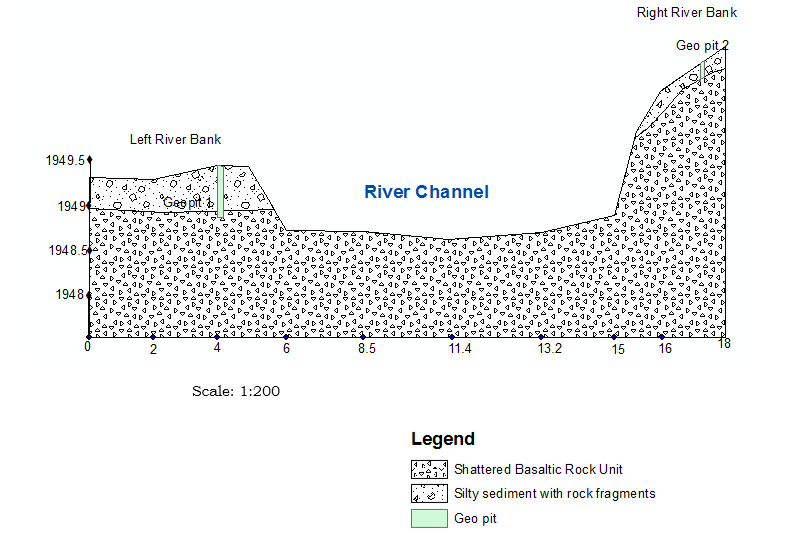 Right River Bank
Geo pit 2
Left River Bank
1949.5
River Channel
Geo pit 1
1949
1948.5
1948
0 2 4 6 8.5 11.4 13.2 15 16 18
Scale: 1:200
Legend
Shattered Basaltic Rock Unit
Silty sediment with rock fragments
Geo pit